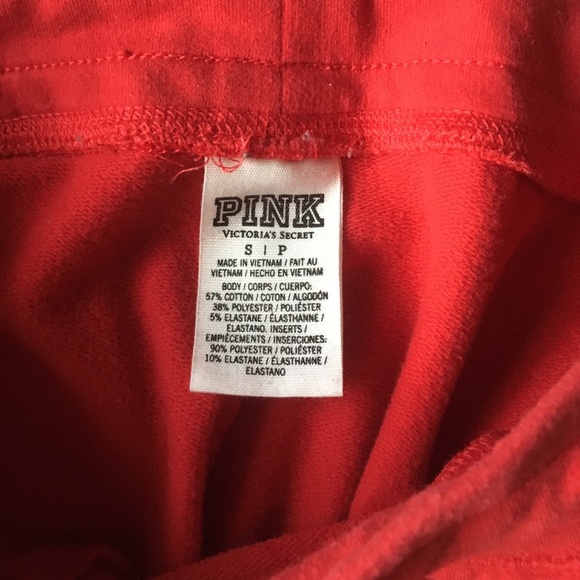 PINK
VICTORIA'S SECRET
S | P
MADE IN VIETNAM / FAIT AU
VIETNAM / HECHO EN VIETNAM
BODY / CORPS / CUERPO:
57% COTTON / COTON / ALGODÓN
38% POLYESTER / POLIÉSTER
5% ELASTANE / ÉLASTHANNE /
ELASTANO. INSERTS /
EMPIÈCEMENTS / INSERCIONES:
90% POLYESTER / POLIÉSTER
10% ELASTANE / ÉLASTHANNE /
ELASTANO